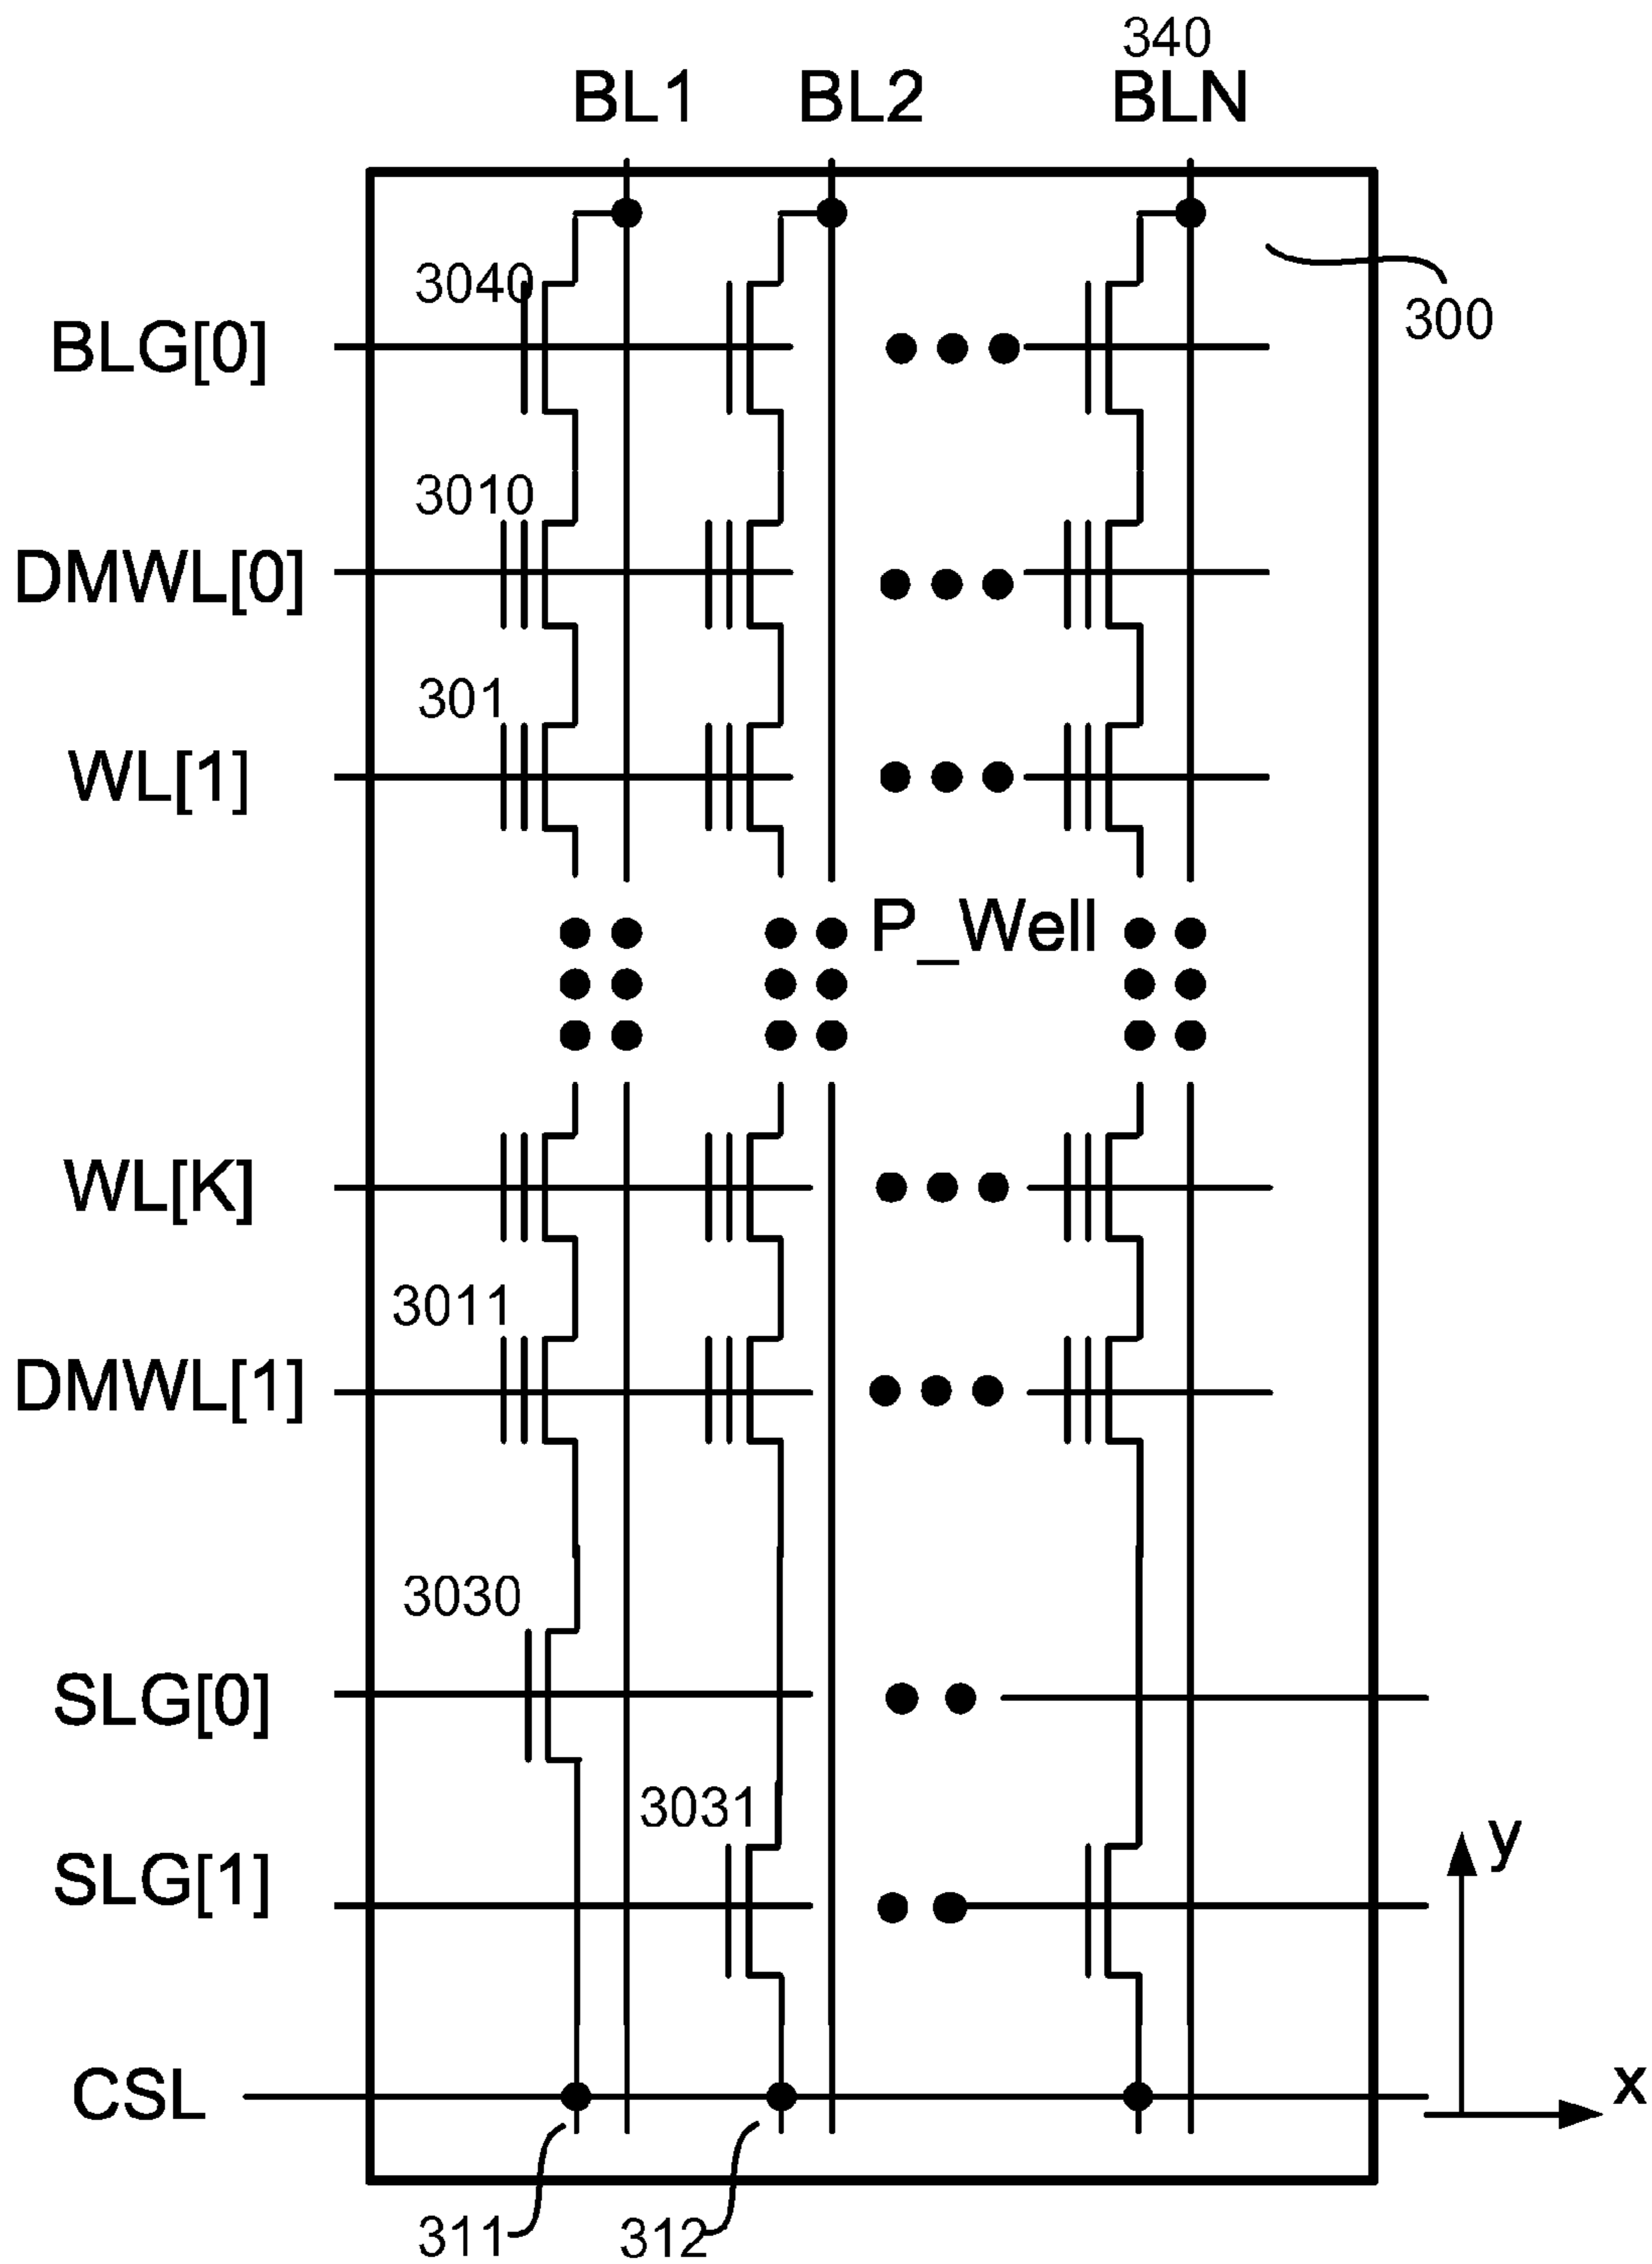 340
BL1 BL2 BLN
3040
300
BLG[0]
3010
DMWL[0]
301
WL[1]
P_Well
WL[K]
3011
DMWL[1]
3030
SLG[0]
3031
SLG[1]
y
CSL
x
311 312